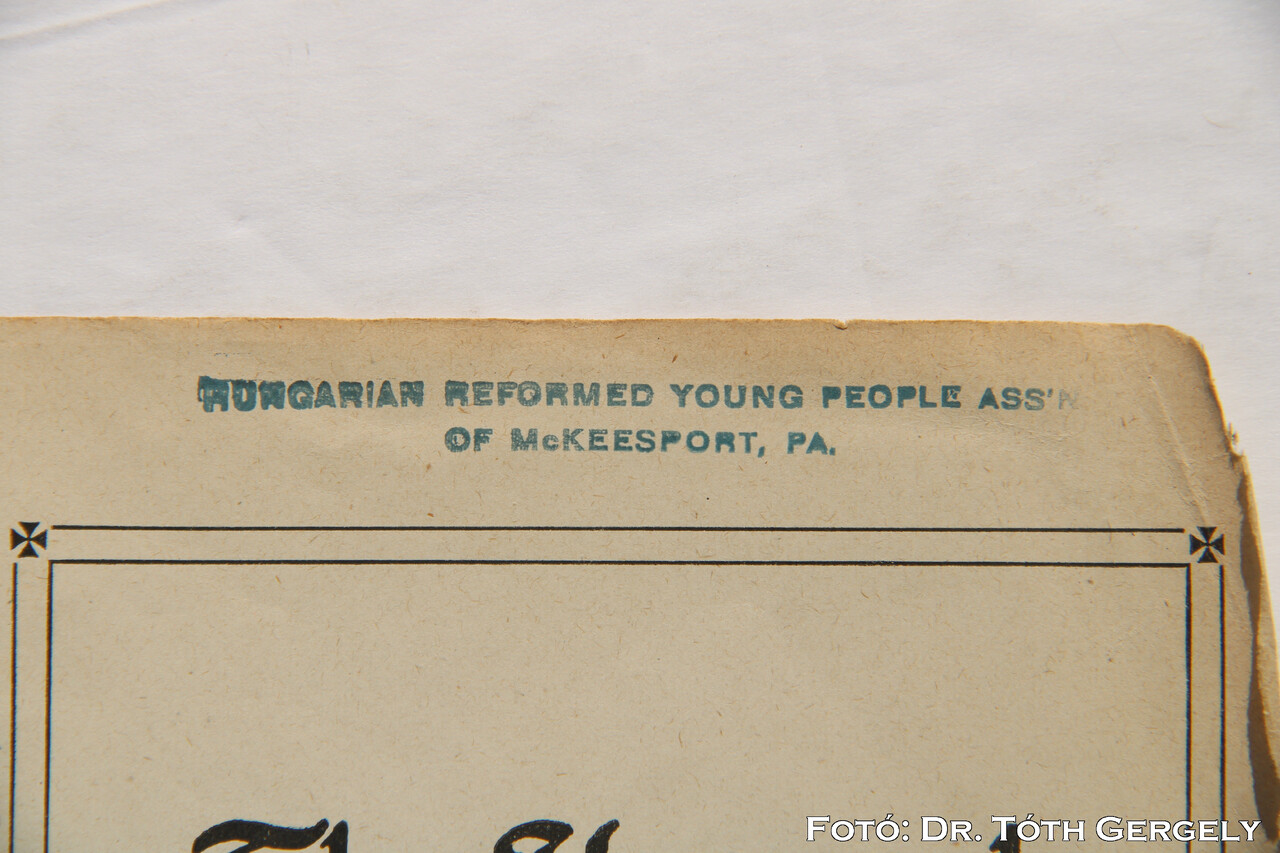 HUNGARIAN REFORMED YOUNG PEOPLE ASS'N
OF McKEESPORT, PA.
Fotó: Dr. Tóth Gergely